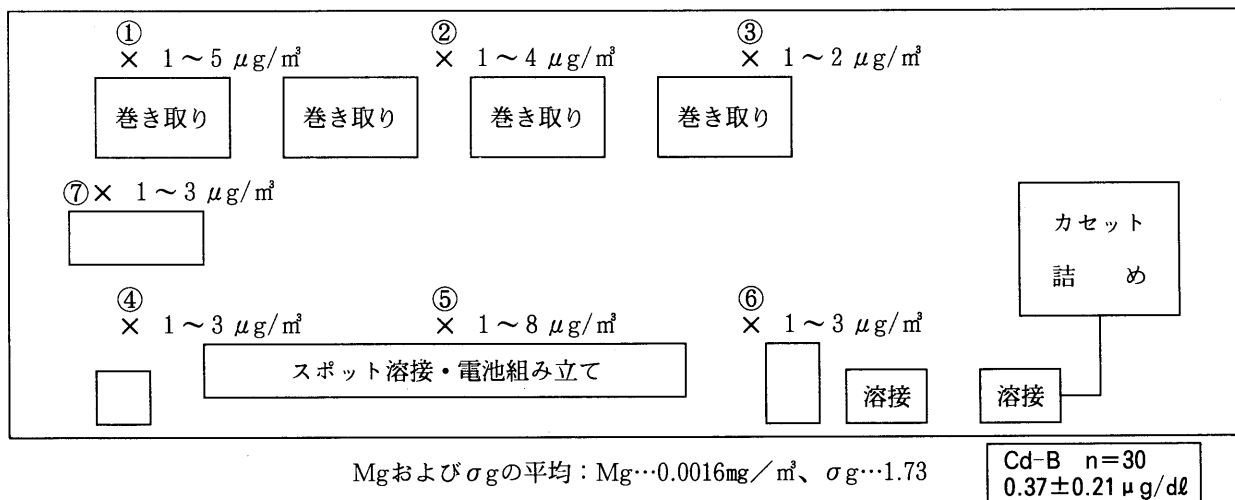 ① ② ③
× 1～5 μg/㎥ × 1～4 μg/㎥ × 1～2 μg/㎥
巻き取り 巻き取り 巻き取り 巻き取り
⑦× 1～3 μg/㎥
カセット
詰 め
④ ⑤ ⑥
× 1～3 μg/㎥ × 1～8 μg/㎥ × 1～3 μg/㎥
スポット溶接・電池組み立て
溶接 溶接
Mgおよびσgの平均：Mg…0.0016㎎／㎥、σg…1.73
Cd-B n=30
0.37±0.21μg/dℓ